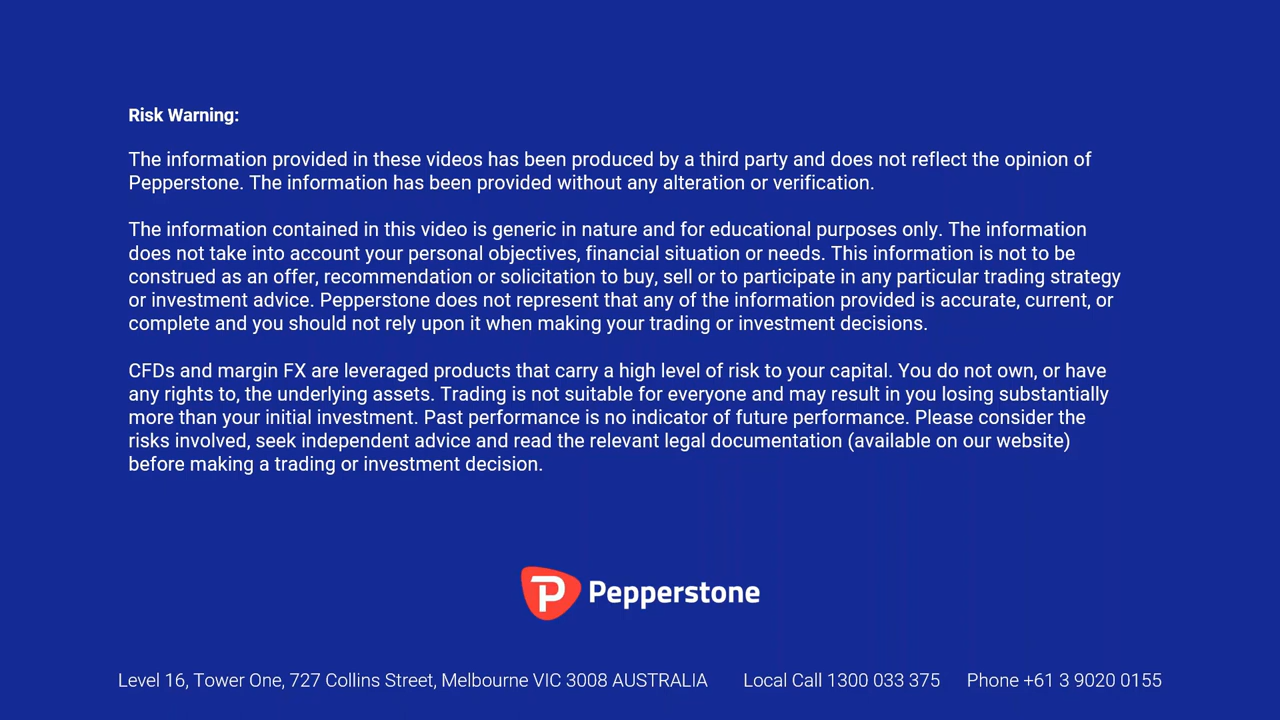 Risk Warning:
The information provided in these videos has been produced by a third party and does not reflect the opinion of
Pepperstone. The information has been provided without any alteration or verification.
The information contained in this video is generic in nature and for educational purposes only. The information
does not take into account your personal objectives, financial situation or needs. This information is not to be
construed as an offer, recommendation or solicitation to buy, sell or to participate in any particular trading strategy
or investment advice. Pepperstone does not represent that any of the information provided is accurate, current, or
complete and you should not rely upon it when making your trading or investment decisions.
CFDs and margin FX are leveraged products that carry a high level of risk to your capital. You do not own, or have
any rights to, the underlying assets. Trading is not suitable for everyone and may result in you losing substantially
more than your initial investment. Past performance is no indicator of future performance. Please consider the
risks involved, seek independent advice and read the relevant legal documentation (available on our website)
before making a trading or investment decision.
P Pepperstone
Level 16, Tower One, 727 Collins Street, Melbourne VIC 3008 AUSTRALIA Local Call 1300 033 375 Phone +61 3 9020 0155